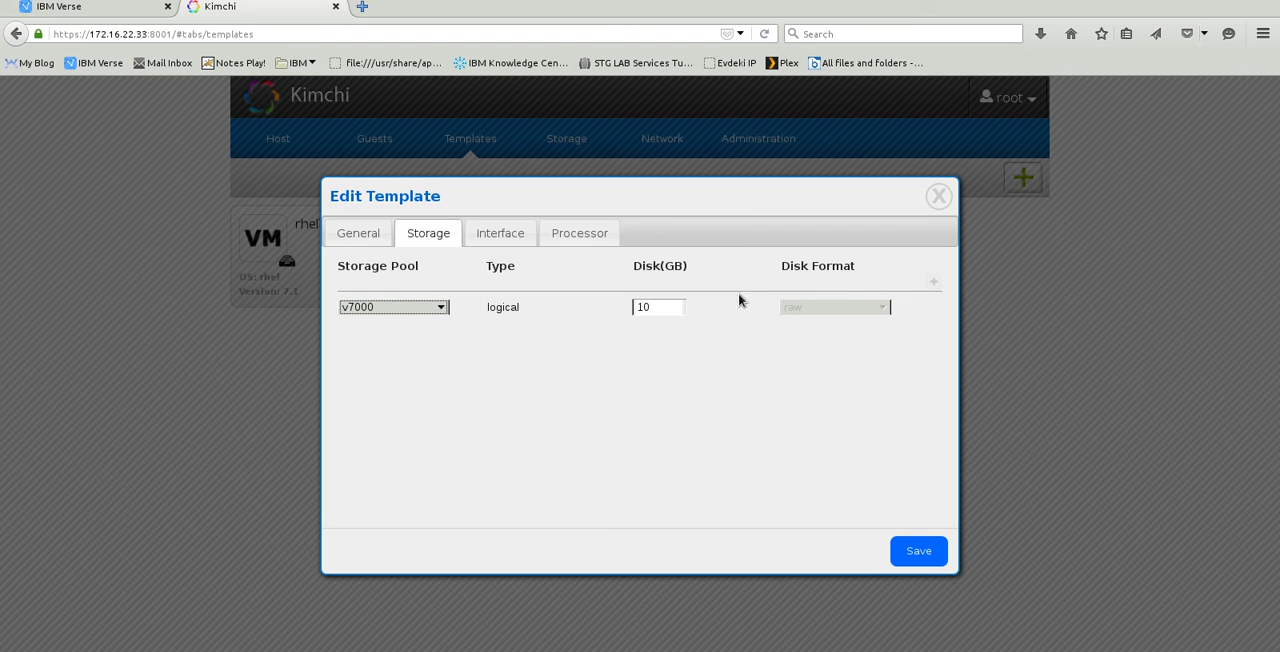 IBM Verse
Kimchi
https://172.16.22.33:8001/#tabs/templates
Search
My Blog
IBM Verse
Mail Inbox
Notes Play!
IBM
file:///usr/share/ap...
IBM Knowledge Cen...
STG LAB Services Tu...
Evdeki IP
Plex
All files and folders -...
Kimchi
root
Host
Guests
Templates
Storage
Network
Administration
VM
rhel
OS: rhel
Version: 7.1
Edit Template
X
General
Storage
Interface
Processor
Storage Pool
Type
Disk(GB)
Disk Format
v7000
logical
10
raw
Save